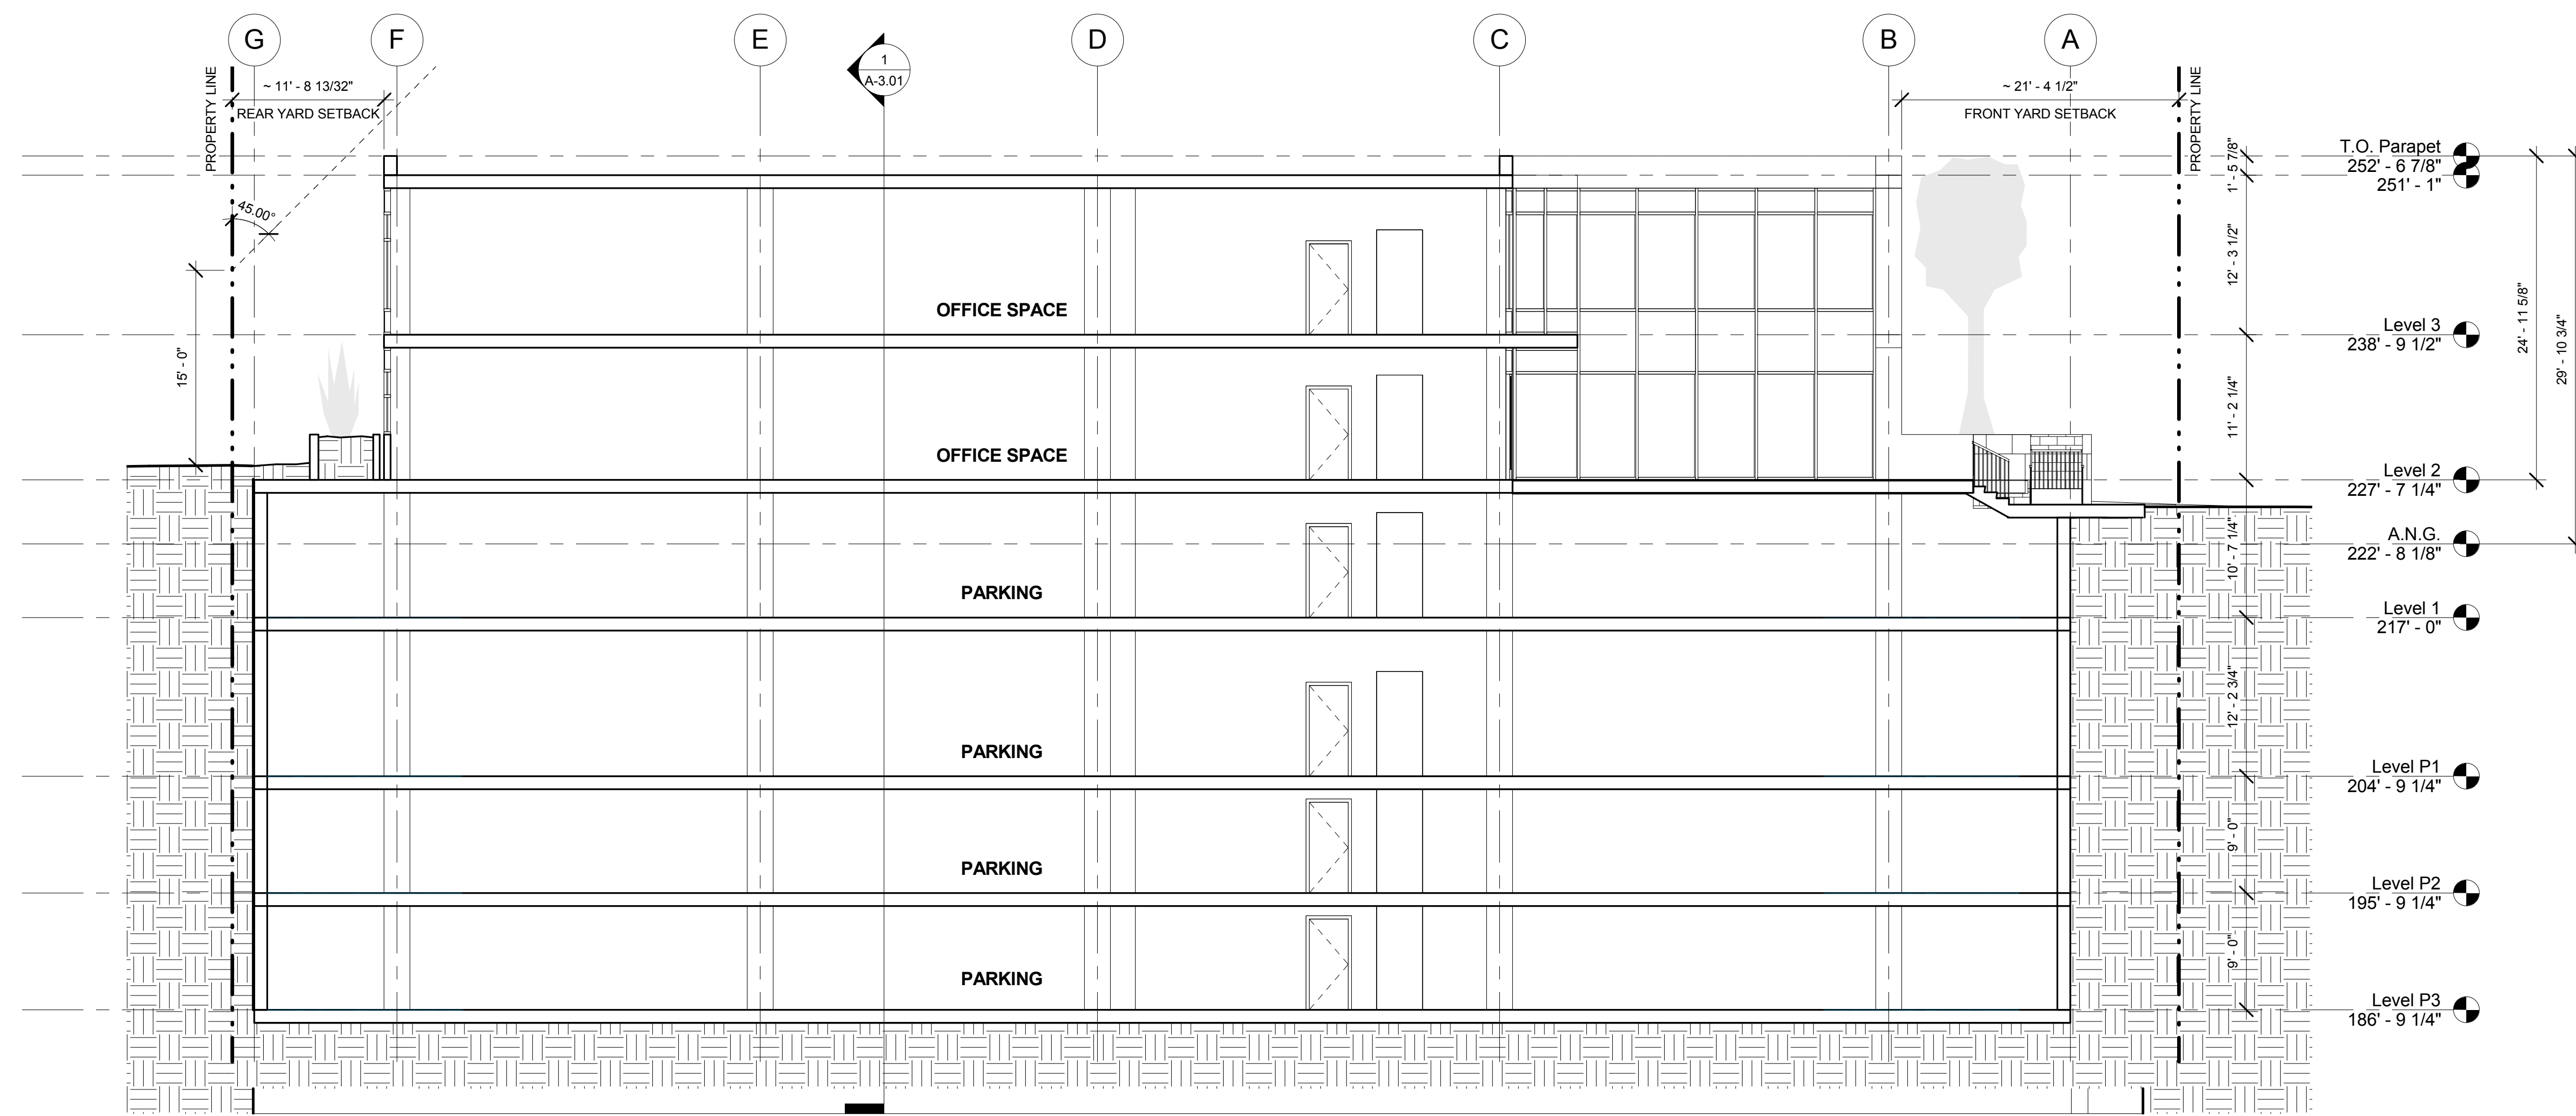 G
F
E
D
C
B
A
1
A-3.01
PROPERTY LINE
~ 11' - 8 13/32"
REAR YARD SETBACK
~ 21' - 4 1/2"
FRONT YARD SETBACK
PROPERTY LINE
45.00°
15' - 0"
T.O. Parapet
252' - 6 7/8"
251' - 1"
1' - 5 7/8"
12' - 3 1/2"
OFFICE SPACE
Level 3
238' - 9 1/2"
24' - 11 5/8"
29' - 10 3/4"
11' - 2 1/4"
OFFICE SPACE
Level 2
227' - 7 1/4"
A.N.G.
222' - 8 1/8"
10' - 7 1/4"
PARKING
Level 1
217' - 0"
12' - 2 3/4"
PARKING
Level P1
204' - 9 1/4"
9' - 0"
PARKING
Level P2
195' - 9 1/4"
9' - 0"
PARKING
Level P3
186' - 9 1/4"